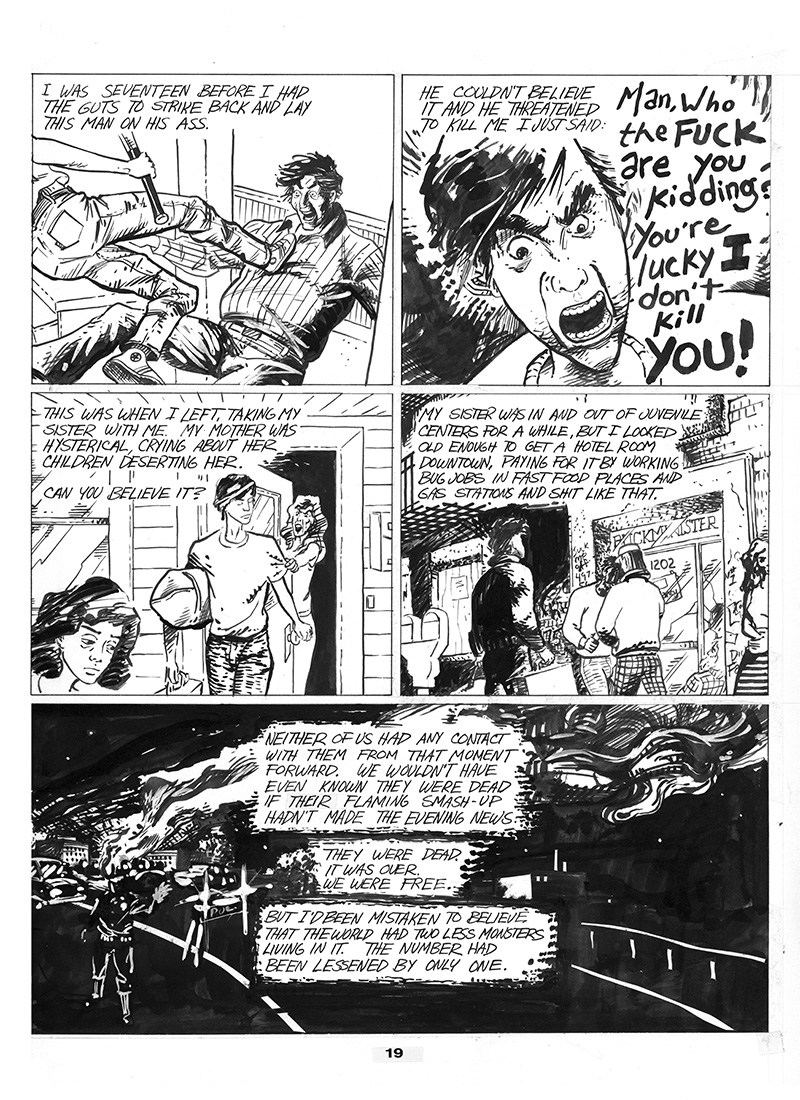 I WAS SEVENTEEN BEFORE I HAD
THE GUTS TO STRIKE BACK AND LAY
THIS MAN ON HIS ASS.
HE COULDN'T BELIEVE
IT AND HE THREATENED
TO KILL ME I JUST SAID:
Man, Who
the FUCK
are you
kidding?
You're
lucky I
don't
kill
YOU!
THIS WAS WHEN I LEFT, TAKING MY
SISTER WITH ME. MY MOTHER WAS
HYSTERICAL, CRYING ABOUT HER
CHILDREN DESERTING HER.
CAN YOU BELIEVE IT?
MY SISTER WAS IN AND OUT OF JUVENILE
CENTERS FOR A WHILE, BUT I LOOKED
OLD ENOUGH TO GET A HOTEL ROOM
DOWNTOWN, PAYING FOR IT BY WORKING
BUG JOBS IN FAST FOOD PLACES AND
GAS STATIONS AND SHIT LIKE THAT.
1202
NEITHER OF US HAD ANY CONTACT
WITH THEM FROM THAT MOMENT
FORWARD. WE WOULDN'T HAVE
EVEN KNOWN THEY WERE DEAD
IF THEIR FLAMING SMASH-UP
HADN'T MADE THE EVENING NEWS.
THEY WERE DEAD.
IT WAS OVER.
WE WERE FREE.
BUT I'D BEEN MISTAKEN TO BELIEVE
THAT THE WORLD HAD TWO LESS MONSTERS
LIVING IN IT. THE NUMBER HAD
BEEN LESSENED BY ONLY ONE.
19